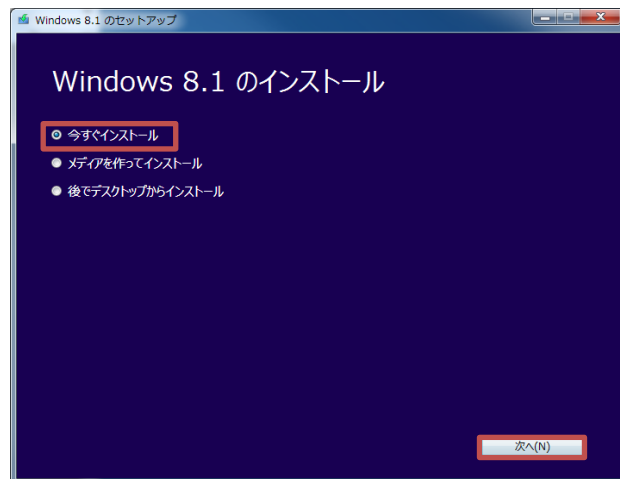 Windows 8.1 のセットアップ
Windows 8.1 のインストール
今すぐインストール
メディアを作ってインストール
後でデスクトップからインストール
次へ(N)